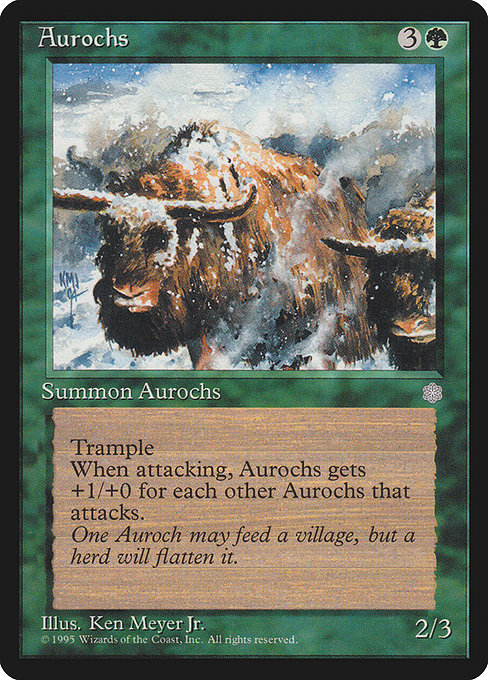 Aurochs 3
Summon Aurochs
Trample
When attacking, Aurochs gets
+1/+0 for each other Aurochs that
attacks.
One Auroch may feed a village, but a
herd will flatten it.
Illus. Ken Meyer Jr. 2/3
© 1995 Wizards of the Coast, Inc. All rights reserved.